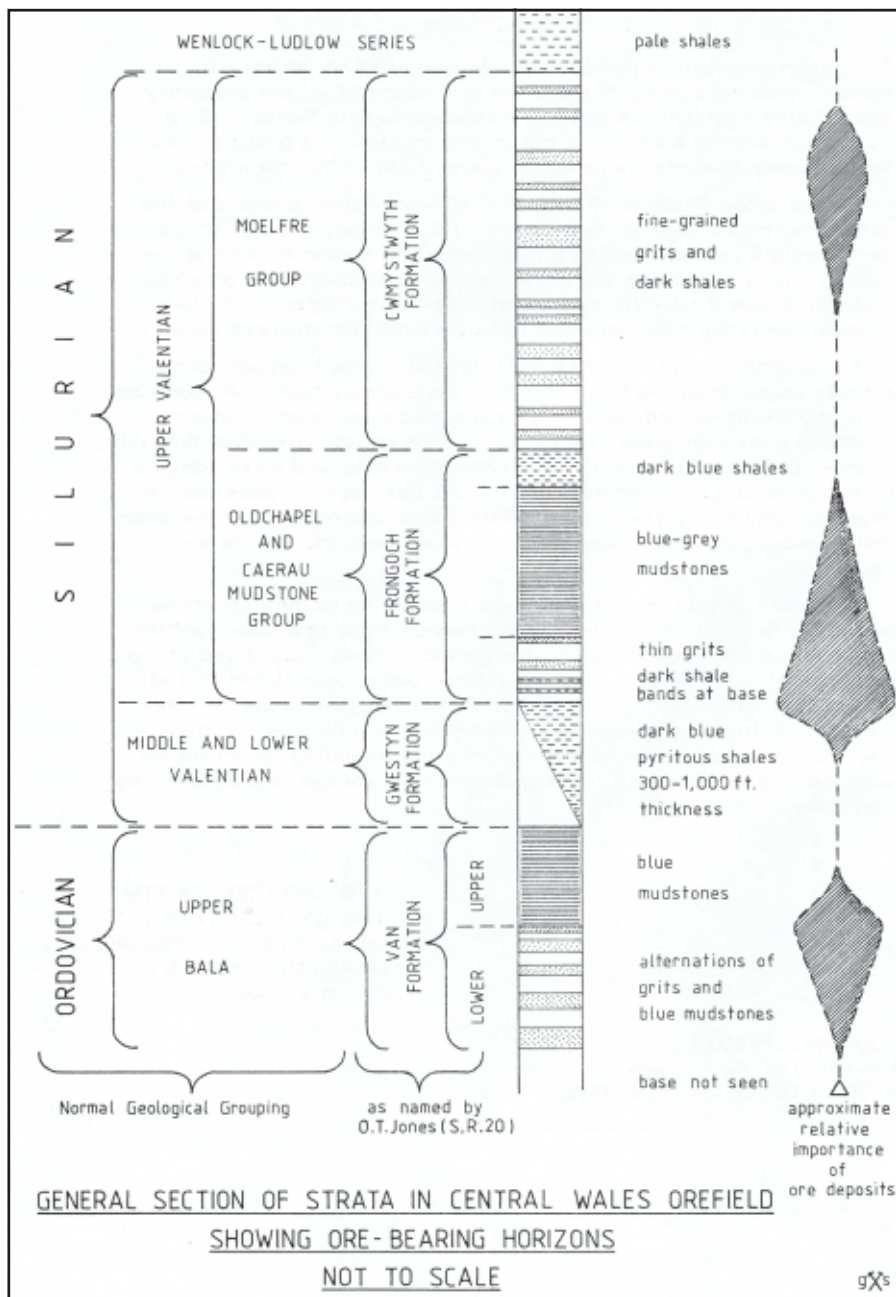 WENLOCK-LUDLOW SERIES
pale shales
SILURIAN
UPPER VALENTIAN
MOELFRE
GROUP
CWMYSTWYTH
FORMATION
fine-grained
grits and
dark shales
OLDCHAPEL
AND
CAERAU
MUDSTONE
GROUP
FRONGOCH
FORMATION
dark blue shales
blue-grey
mudstones
thin grits
dark shale
bands at base
MIDDLE AND LOWER
VALENTIAN
GWESTYN
FORMATION
dark blue
pyritous shales
300-1,000 ft.
thickness
ORDOVICIAN
UPPER
BALA
VAN
FORMATION
UPPER
LOWER
blue
mudstones
alternations of
grits and
blue mudstones
base not seen
Normal Geological Grouping
as named by
O.T.Jones (S.R.20)
approximate
relative
importance
of
ore deposits
GENERAL SECTION OF STRATA IN CENTRAL WALES OREFIELD
SHOWING ORE-BEARING HORIZONS
NOT TO SCALE